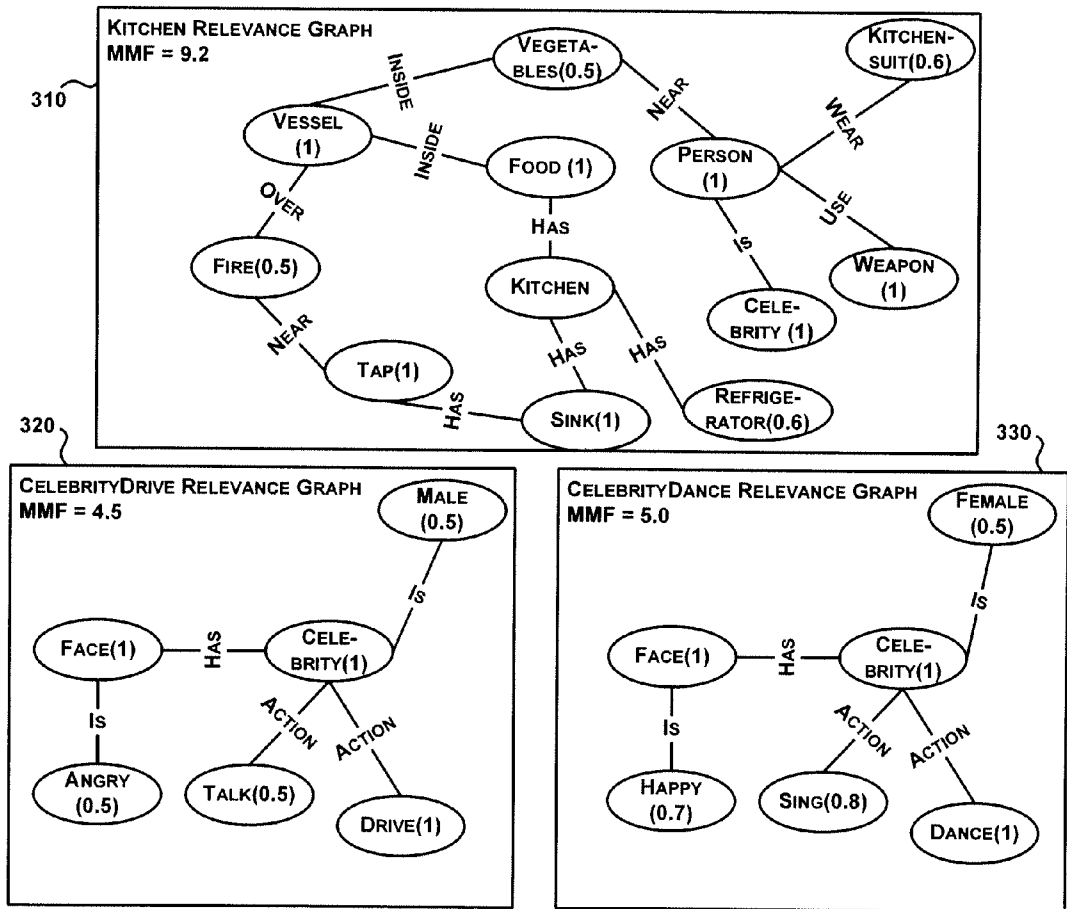 KITCHEN RELEVANCE GRAPH
MMF = 9.2
310
VEGETA-
BLES(0.5)
KITCHEN-
SUIT(0.6)
INSIDE
NEAR
WEAR
VESSEL
(1)
INSIDE
FOOD (1)
PERSON
(1)
OVER
HAS
IS
USE
FIRE(0.5)
KITCHEN
WEAPON
(1)
CELE-
BRITY (1)
NEAR
HAS
HAS
TAP(1)
HAS
SINK(1)
REFRIGE-
RATOR(0.6)
320
330
CELEBRITYDRIVE RELEVANCE GRAPH
MMF = 4.5
MALE
(0.5)
IS
FACE(1)
HAS
CELE-
BRITY(1)
IS
ACTION
ACTION
ANGRY
(0.5)
TALK(0.5)
DRIVE(1)
CELEBRITYDANCE RELEVANCE GRAPH
MMF = 5.0
FEMALE
(0.5)
IS
FACE(1)
HAS
CELE-
BRITY(1)
IS
ACTION
ACTION
HAPPY
(0.7)
SING(0.8)
DANCE(1)